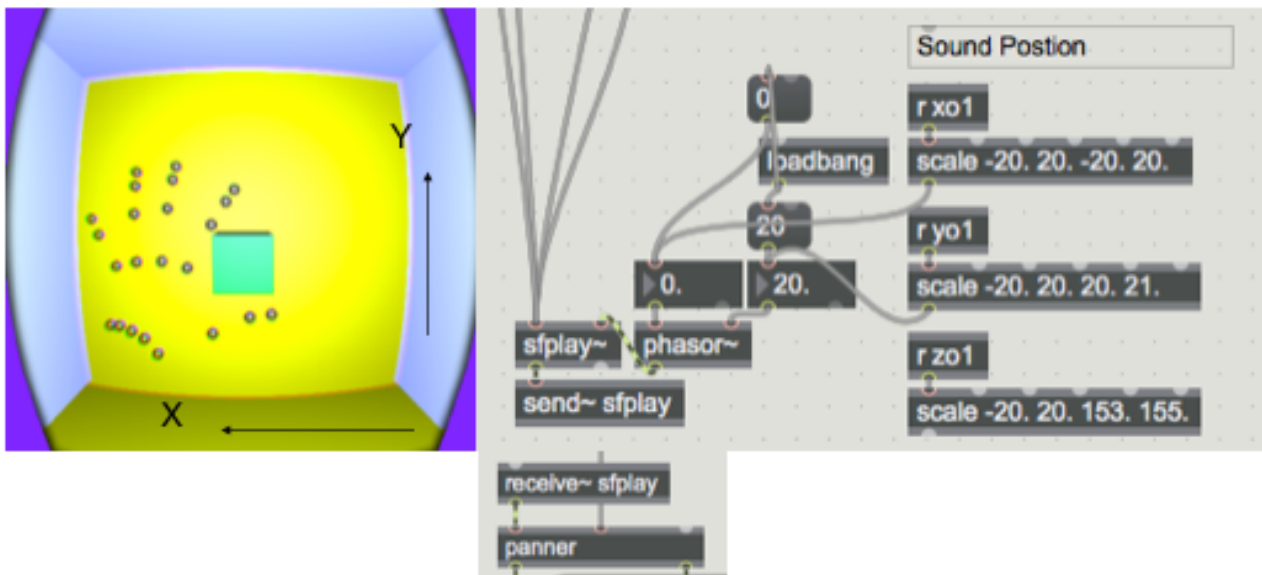 Y
X
Sound Postion
0
loadbang
20
0.
20.
r xo1
scale -20. 20. -20. 20.
r yo1
scale -20. 20. 20. 21.
r zo1
scale -20. 20. 153. 155.
sfplay~
phasor~
send~ sfplay
receive~ sfplay
panner